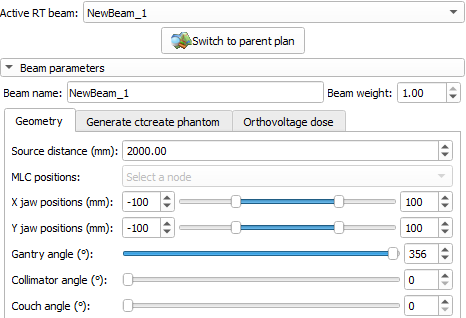 Active RT beam: NewBeam_1
Switch to parent plan
Beam parameters
Beam name: NewBeam_1 Beam weight: 1.00
Geometry Generate ctcreate phantom Orthovoltage dose
Source distance (mm): 2000.00
MLC positions: Select a node
X jaw positions (mm): -100 100
Y jaw positions (mm): -100 100
Gantry angle (°): 356
Collimator angle (°): 0
Couch angle (°): 0